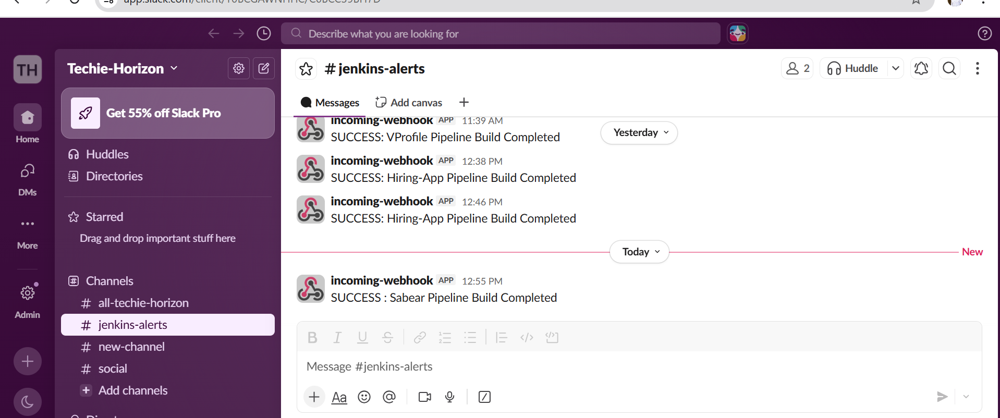 Describe what you are looking for
TH
Techie-Horizon
Get 55% off Slack Pro
Home
Huddles
Directories
DMs
Starred
More
Drag and drop important stuff here
Channels
all-techie-horizon
Admin
jenkins-alerts
new-channel
social
Add channels
# jenkins-alerts
2
Huddle
Messages
Add canvas
incoming-webhook APP 11:39 AM
Yesterday
SUCCESS: VProfile Pipeline Build Completed
incoming-webhook APP 12:38 PM
SUCCESS: Hiring-App Pipeline Build Completed
incoming-webhook APP 12:46 PM
SUCCESS: Hiring-App Pipeline Build Completed
Today
New
incoming-webhook APP 12:55 PM
SUCCESS : Sabear Pipeline Build Completed
Message #jenkins-alerts
Aa